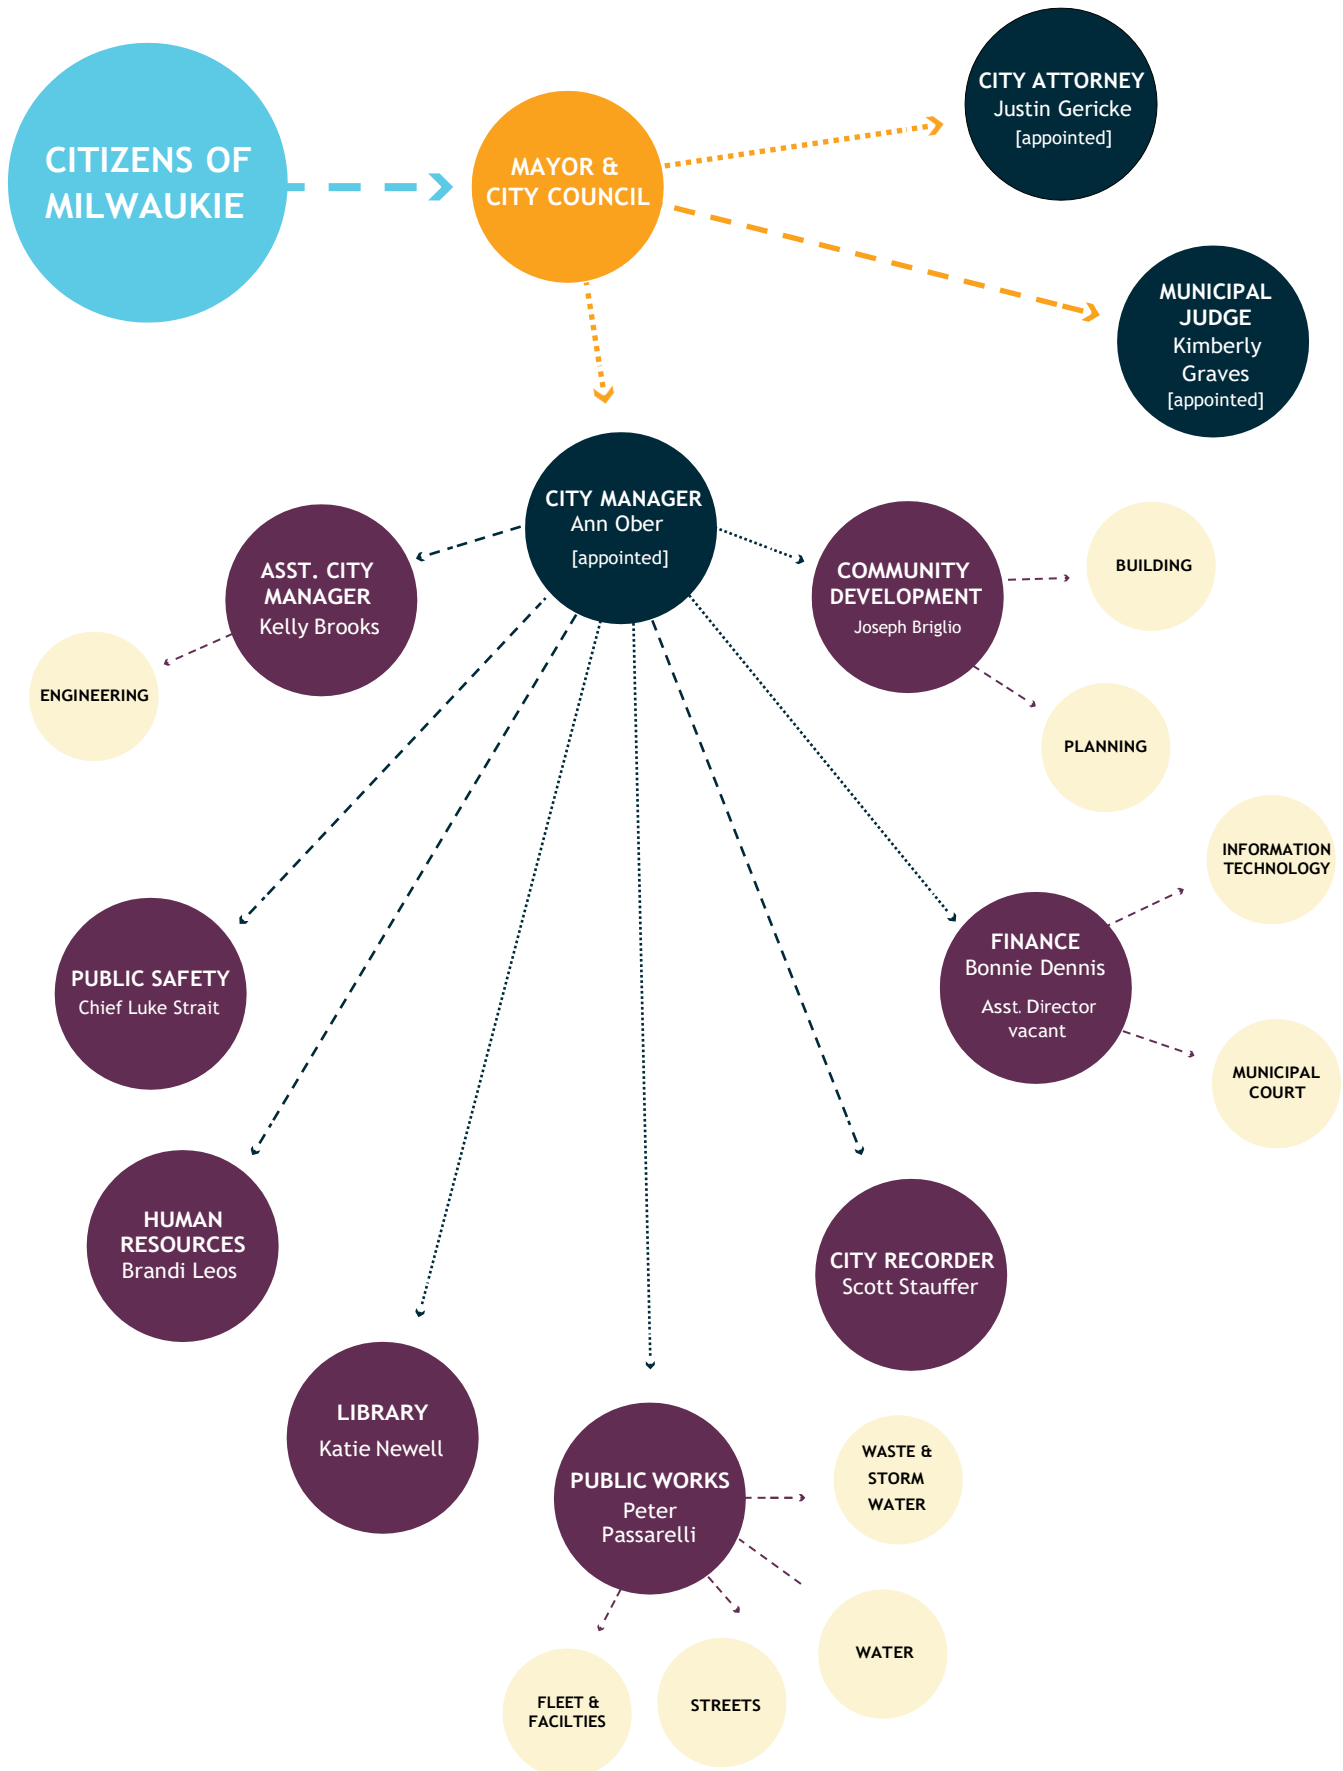 CITIZENS OF
MILWAUKIE
MAYOR &
CITY COUNCIL
CITY ATTORNEY
Justin Gericke
[appointed]
MUNICIPAL
JUDGE
Kimberly
Graves
[appointed]
CITY MANAGER
Ann Ober
[appointed]
ASST. CITY
MANAGER
Kelly Brooks
ENGINEERING
COMMUNITY
DEVELOPMENT
Joseph Briglio
BUILDING
PLANNING
INFORMATION
TECHNOLOGY
FINANCE
Bonnie Dennis
Asst. Director
vacant
MUNICIPAL
COURT
PUBLIC SAFETY
Chief Luke Strait
HUMAN
RESOURCES
Brandi Leos
CITY RECORDER
Scott Stauffer
LIBRARY
Katie Newell
PUBLIC WORKS
Peter
Passarelli
WASTE &
STORM
WATER
WATER
STREETS
FLEET &
FACILTIES